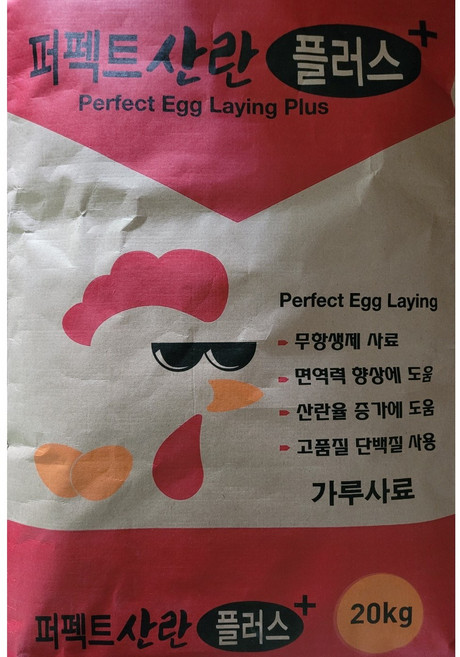 퍼펙트 산란 플러스+
Perfect Egg Laying Plus
Perfect Egg Laying
무항생제 사료
면역력 향상에 도움
산란율 증가에 도움
고품질 단백질 사용
가루사료
퍼펙트 산란 플러스+
20kg